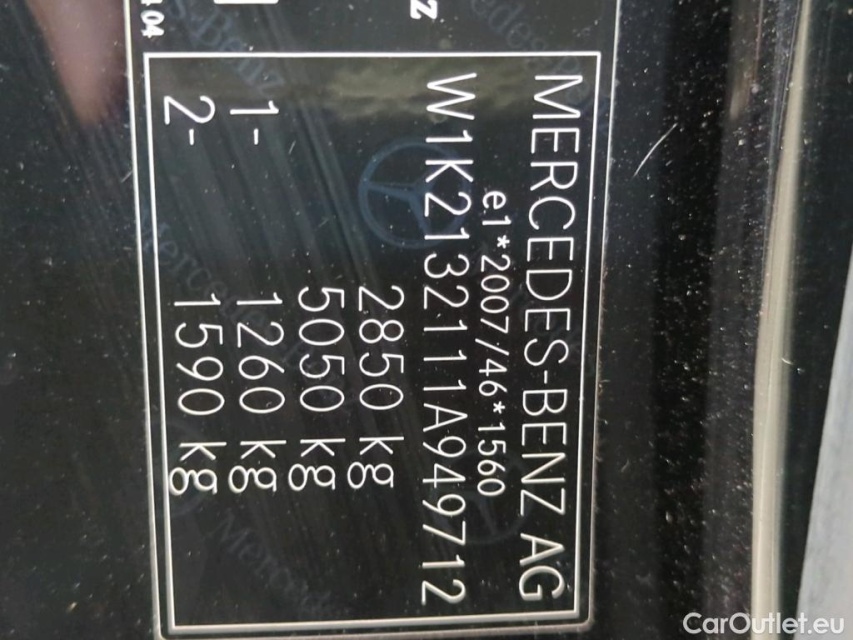 MERCEDES-BENZ AG
e1*2007/46*1560
W1K2132111A949712
2850 kg
5050 kg
1- 1260 kg
2- 1590 kg
z
04
CarOutlet.eu